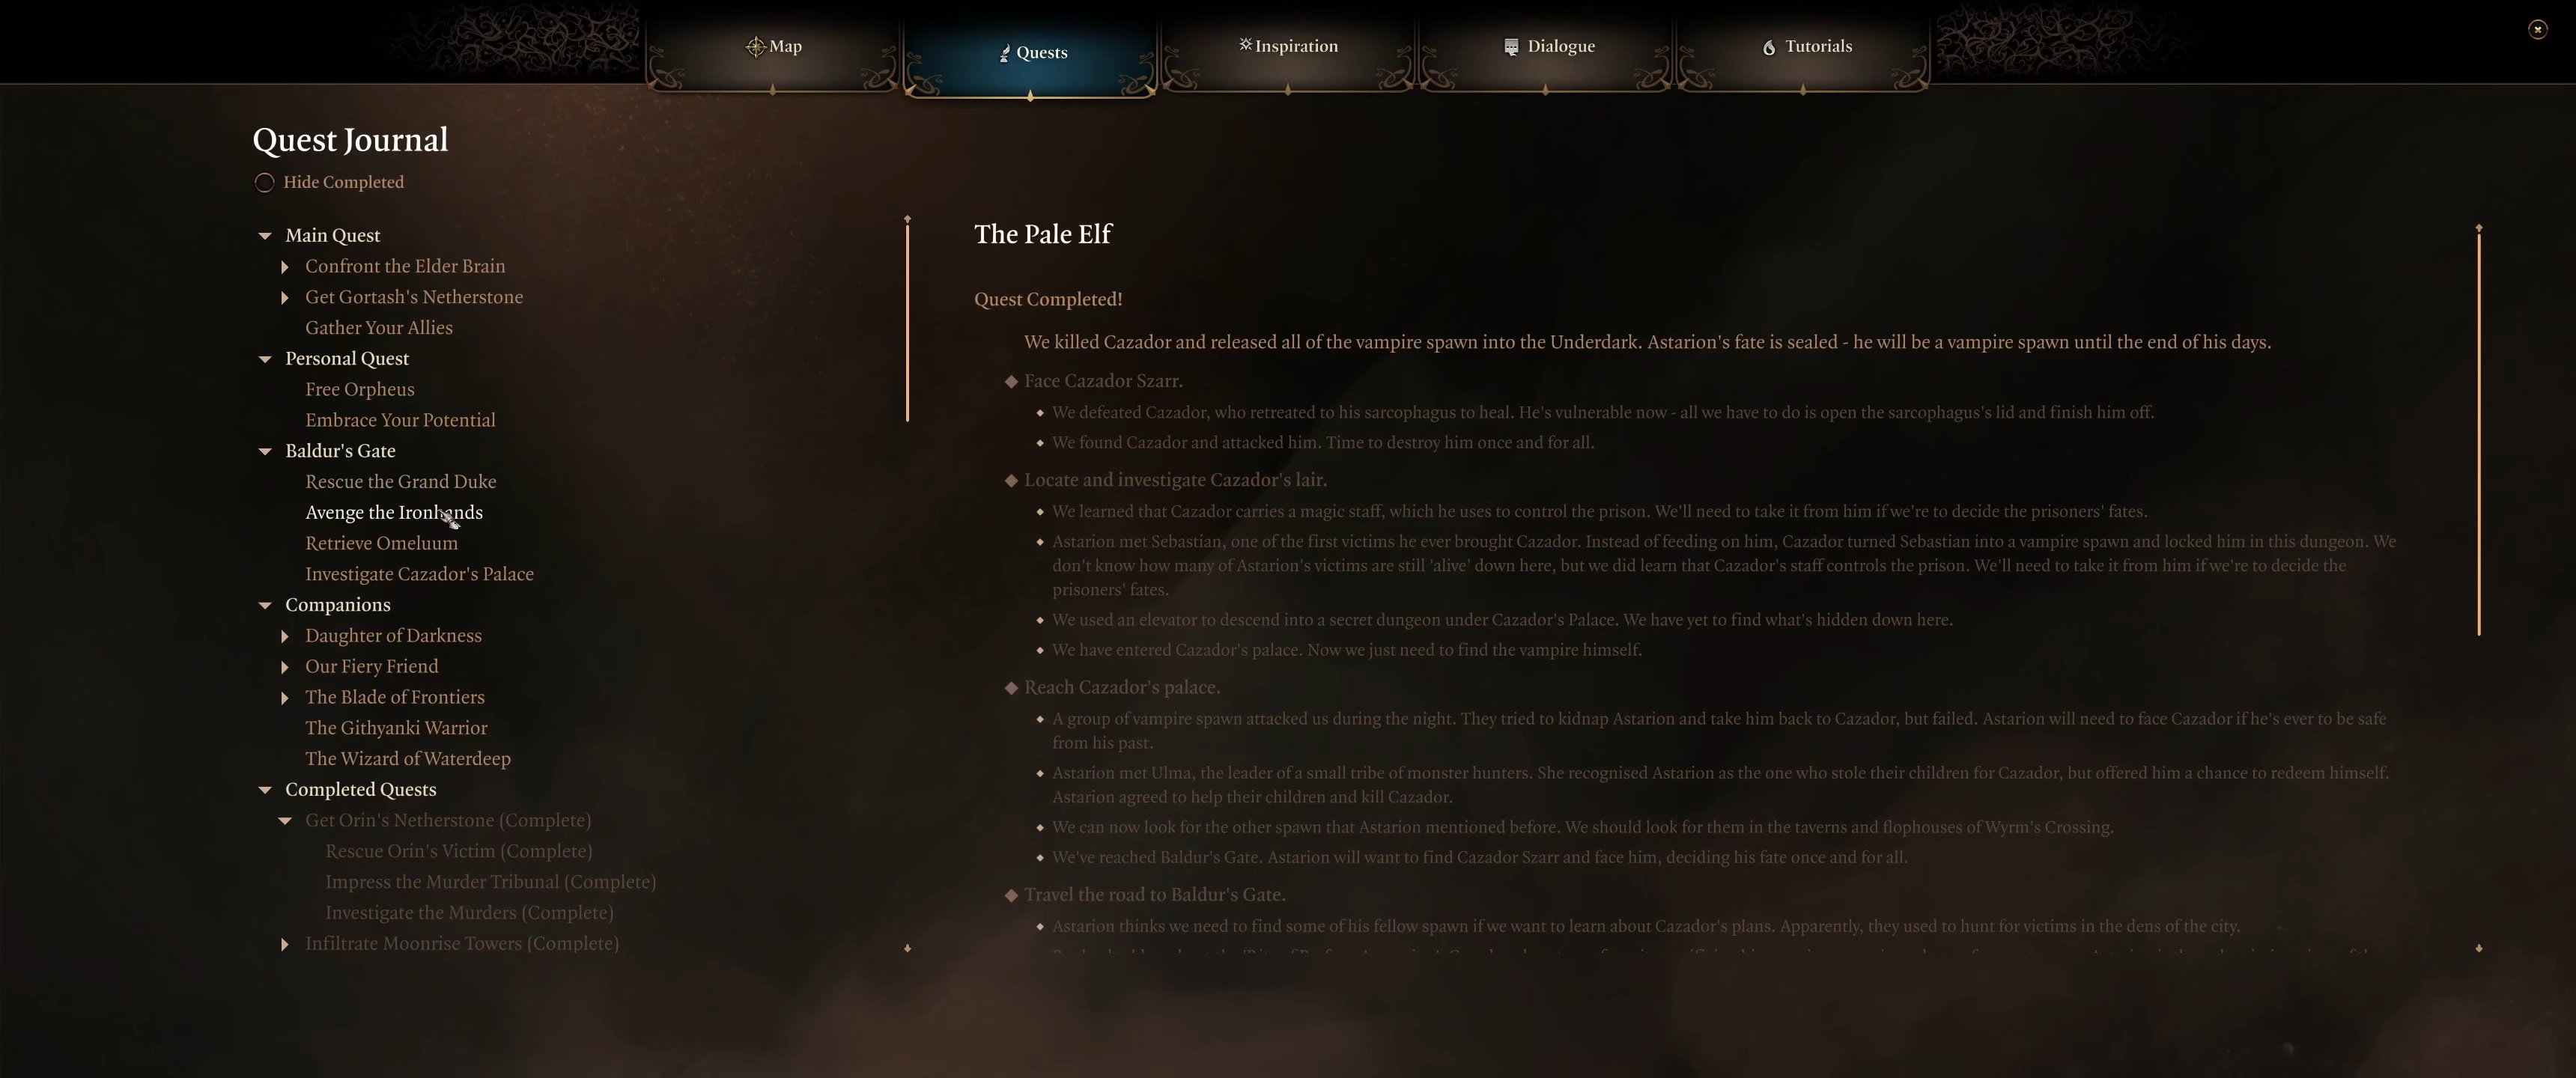 Map
Quests
Inspiration
Dialogue
Tutorials
Quest Journal
Hide Completed
Main Quest
Confront the Elder Brain
Get Gortash's Netherstone
Gather Your Allies
Personal Quest
Free Orpheus
Embrace Your Potential
Baldur's Gate
Rescue the Grand Duke
Avenge the Ironhands
Retrieve Omeluum
Investigate Cazador's Palace
Companions
Daughter of Darkness
Our Fiery Friend
The Blade of Frontiers
The Githyanki Warrior
The Wizard of Waterdeep
Completed Quests
Get Orin's Netherstone (Complete)
Rescue Orin's Victim (Complete)
Impress the Murder Tribunal (Complete)
Investigate the Murders (Complete)
Infiltrate Moonrise Towers (Complete)
The Pale Elf
Quest Completed!
We killed Cazador and released all of the vampire spawn into the Underdark. Astarion's fate is sealed - he will be a vampire spawn until the end of his days.
Face Cazador Szarr.
We defeated Cazador, who retreated to his sarcophagus to heal. He's vulnerable now - all we have to do is open the sarcophagus's lid and finish him off.
We found Cazador and attacked him. Time to destroy him once and for all.
Locate and investigate Cazador's lair.
We learned that Cazador carries a magic staff, which he uses to control the prison. We'll need to take it from him if we're to decide the prisoners' fates.
Astarion met Sebastian, one of the first victims he ever brought Cazador. Instead of feeding on him, Cazador turned Sebastian into a vampire spawn and locked him in this dungeon. We
don't know how many of Astarion's victims are still 'alive' down here, but we did learn that Cazador's staff controls the prison. We'll need to take it from him if we're to decide the
prisoners' fates.
We used an elevator to descend into a secret dungeon under Cazador's Palace. We have yet to find what's hidden down here.
We have entered Cazador's palace. Now we just need to find the vampire himself.
Reach Cazador's palace.
A group of vampire spawn attacked us during the night. They tried to kidnap Astarion and take him back to Cazador, but failed. Astarion will need to face Cazador if he's ever to be safe
from his past.
Astarion met Ulma, the leader of a small tribe of monster hunters. She recognised Astarion as the one who stole their children for Cazador, but offered him a chance to redeem himself.
Astarion agreed to help their children and kill Cazador.
We can now look for the other spawn that Astarion mentioned before. We should look for them in the taverns and flophouses of Wyrm's Crossing.
We've reached Baldur's Gate. Astarion will want to find Cazador Szarr and face him, deciding his fate once and for all.
Travel the road to Baldur's Gate.
Astarion thinks we need to find some of his fellow spawn if we want to learn about Cazador's plans. Apparently, they used to hunt for victims in the dens of the city.